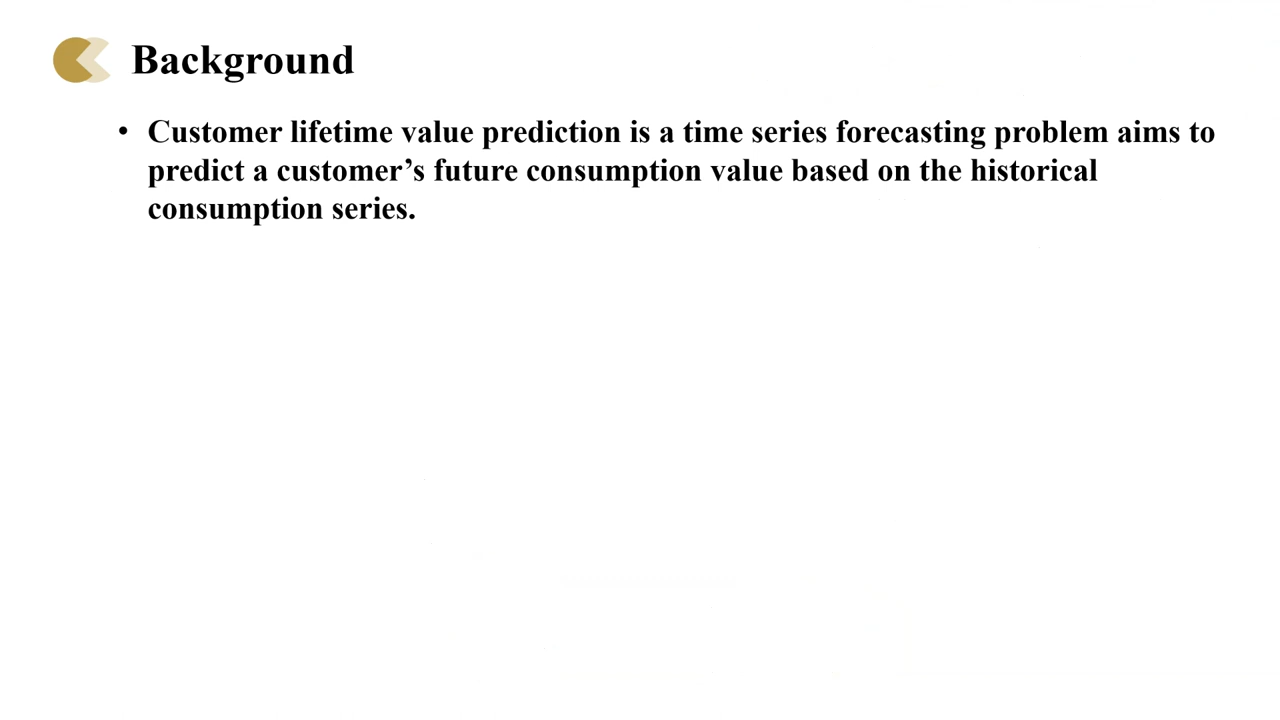 Background
• Customer lifetime value prediction is a time series forecasting problem aims to
predict a customer’s future consumption value based on the historical
consumption series.